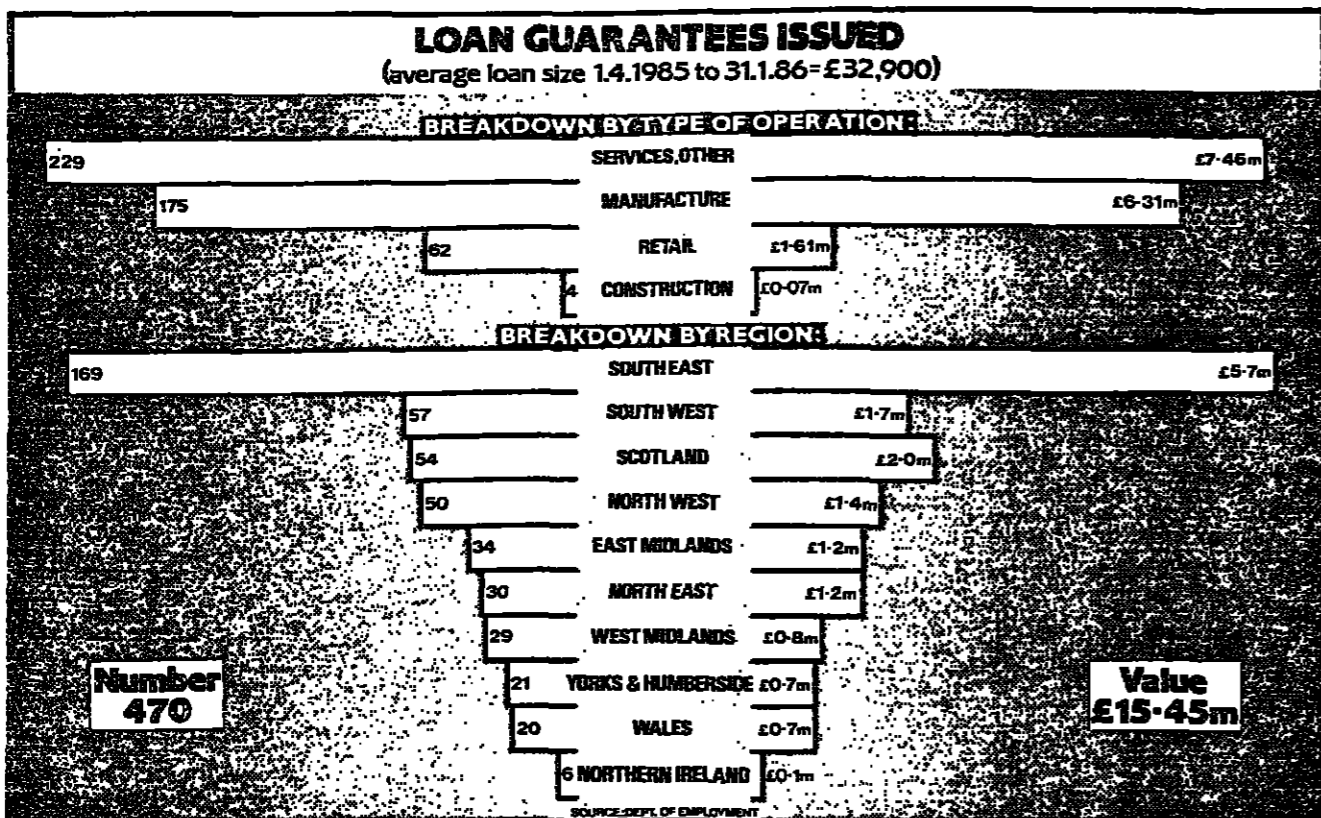 LOAN GUARANTEES ISSUED
(average loan size 1.4.1985 to 31.1.86=£32,900)
BREAKDOWN BY TYPE OF OPERATION:
229 SERVICES,OTHER £7·46m
175 MANUFACTURE £6·31m
62 RETAIL £1·61m
4 CONSTRUCTION £0·07m
BREAKDOWN BY REGION:
169 SOUTH EAST £5·7m
57 SOUTH WEST £1·7m
54 SCOTLAND £2·0m
50 NORTH WEST £1·4m
34 EAST MIDLANDS £1·2m
30 NORTH EAST £1·2m
29 WEST MIDLANDS £0·8m
21 YORKS & HUMBERSIDE £0·7m
20 WALES £0·7m
6 NORTHERN IRELAND £0·1m
Number
470
Value
£15·45m
SOURCE:DEPT. OF EMPLOYMENT